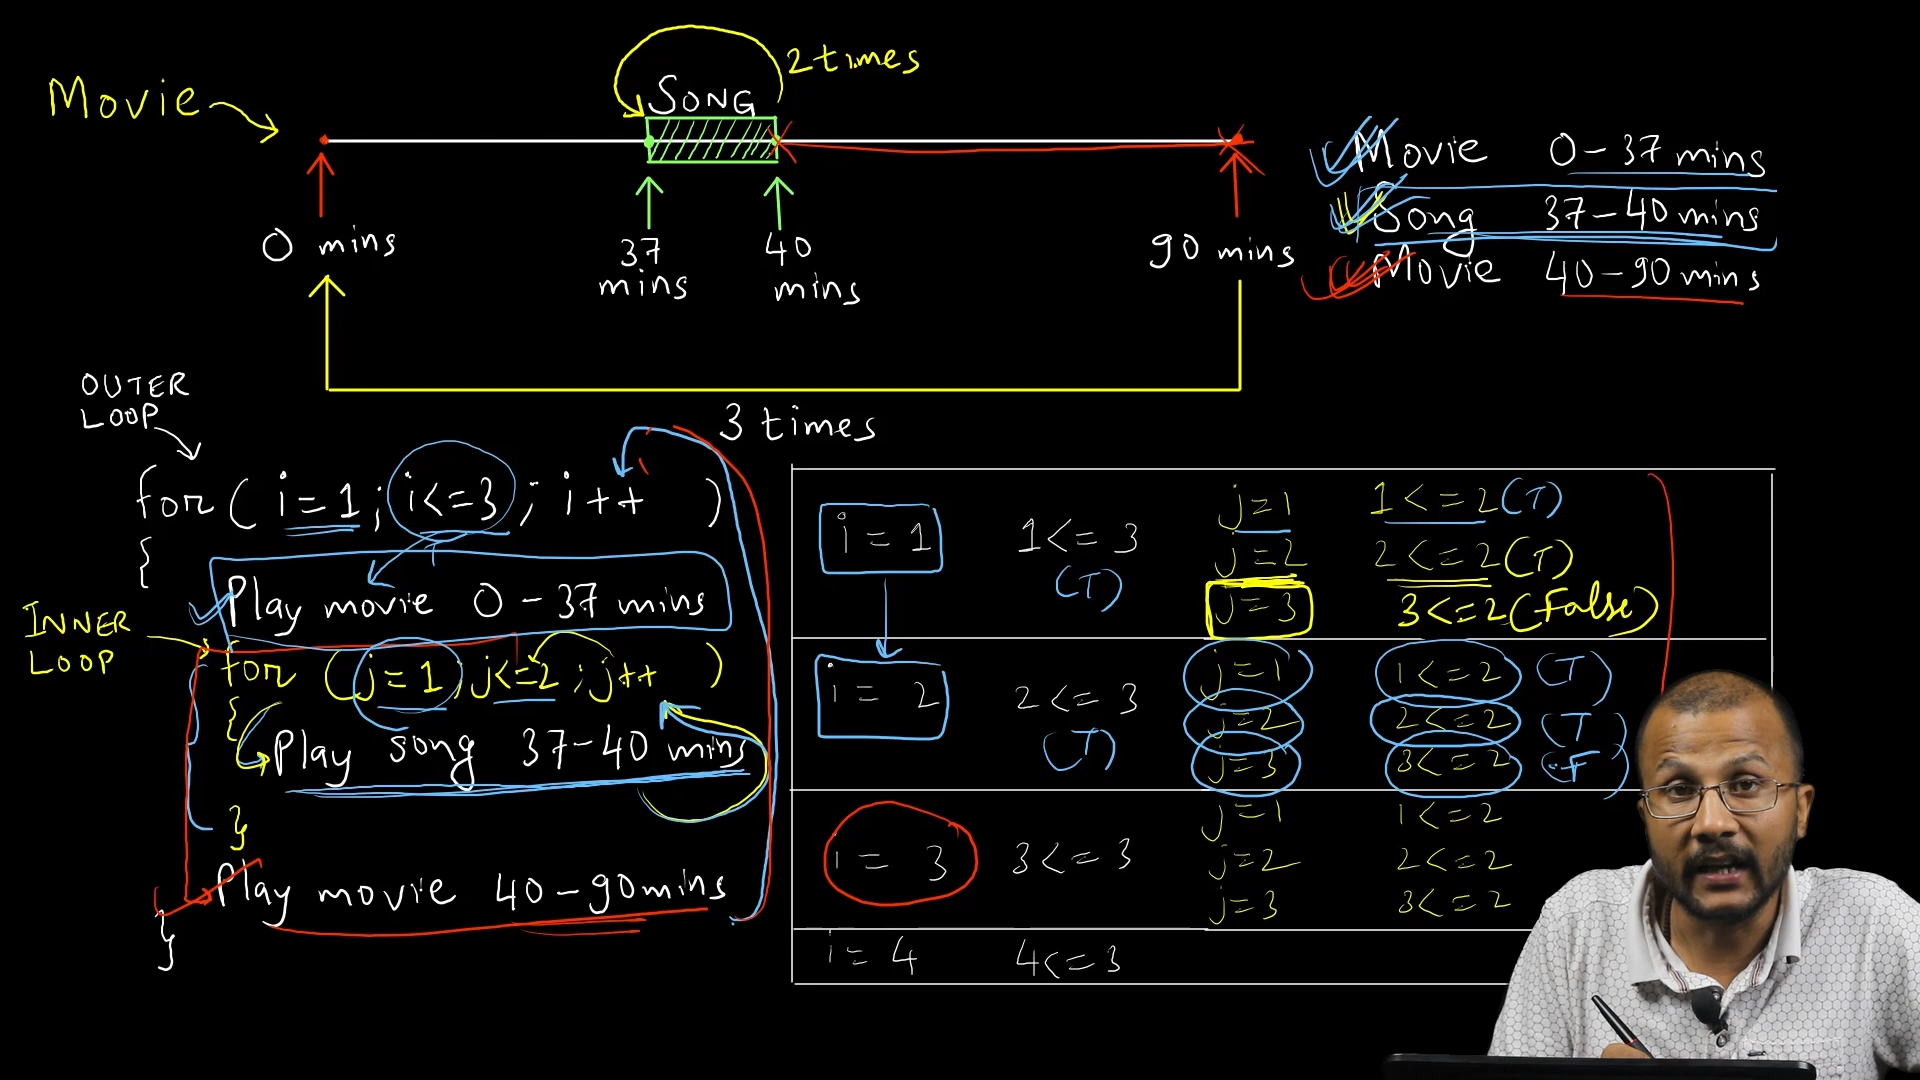 Movie
SONG
2 times
0 mins
37 mins
40 mins
90 mins
3 times
Movie 0-37 mins
Song 37-40 mins
Movie 40-90 mins
OUTER
LOOP
for ( i=1; i<=3; i++ )
{
Play movie 0-37 mins
INNER
LOOP
for ( j=1; j<=2; j++ )
{
Play song 37-40 mins
}
Play movie 40-90mins
}
i = 1 1<= 3 (T)
j=1 1<=2 (T)
j=2 2<=2 (T)
j=3 3<=2 (False)
i = 2 2<= 3 (T)
j=1 1<=2 (T)
j=2 2<=2 (T
j=3 3<=2 (F
i = 3 3<= 3
j=1 1<=2
j=2 2<=2
j=3 3<=2
i = 4 4<=3